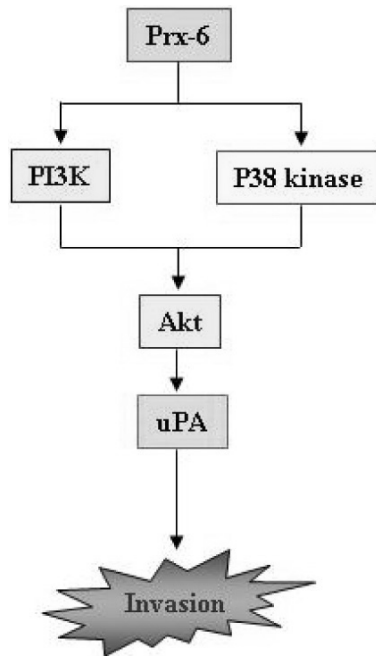 Prx-6
PI3K
P38 kinase
Akt
uPA
Invasion